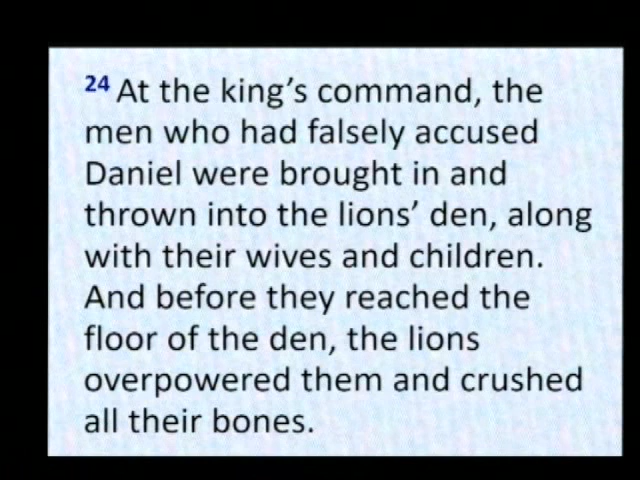 24 At the king’s command, the
men who had falsely accused
Daniel were brought in and
thrown into the lions’ den, along
with their wives and children.
And before they reached the
floor of the den, the lions
overpowered them and crushed
all their bones.